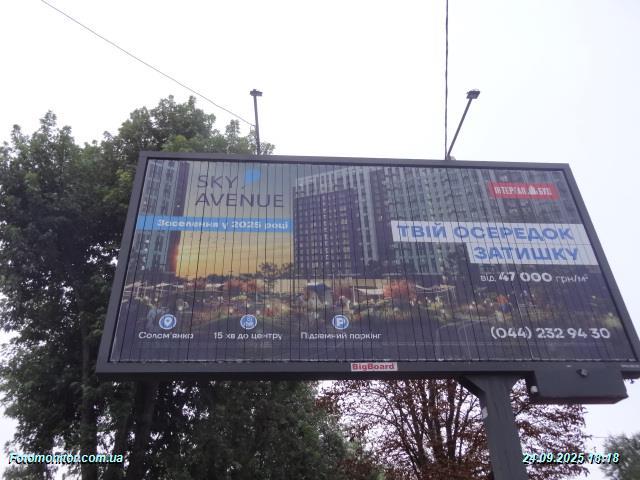 SKY
AVENUE
Заселення у 2025 році
ІНТЕРГАЛ БУД
ТВІЙ ОСЕРЕДОК
ЗАТИШКУ
від 47 000 грн/м²
Солом'янка
15 хв до центру
Підземний паркінг
(044) 232 94 30
BigBoard
Fotomonitor.com.ua
24.09.2025 18:18